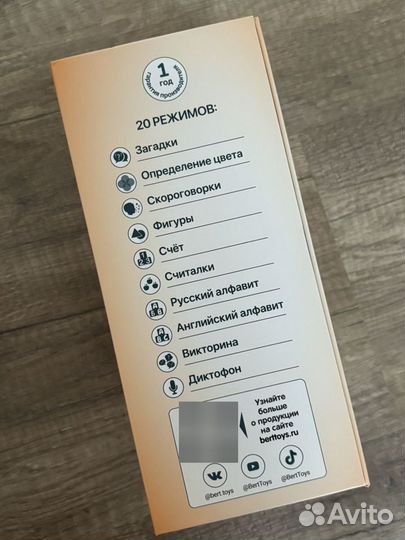 1
год
гарантия производителя
20 РЕЖИМОВ:
Загадки
Определение цвета
Скороговорки
Фигуры
Счёт
Считалки
Русский алфавит
Английский алфавит
Викторина
Диктофон
Узнайте
больше
о продукции
на сайте
berttoys.ru
@bert.toys
@BertToys
@BertToys
Avito